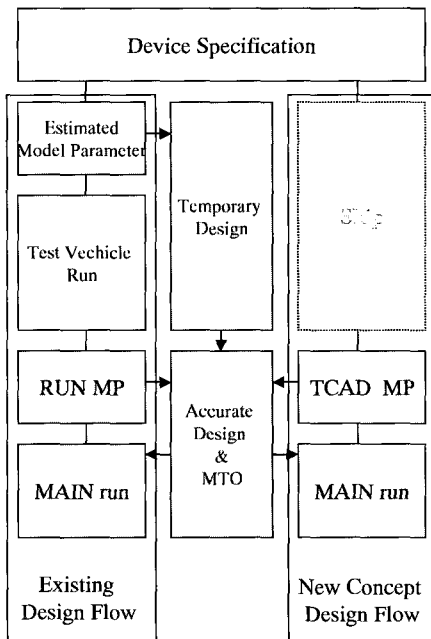 Device Specification
Estimated
Model Parameter
Temporary
Design
Test Vechicle
Run
RUN MP
Accurate
Design
&
MTO
TCAD MP
MAIN run
MAIN run
Existing
Design Flow
New Concept
Design Flow